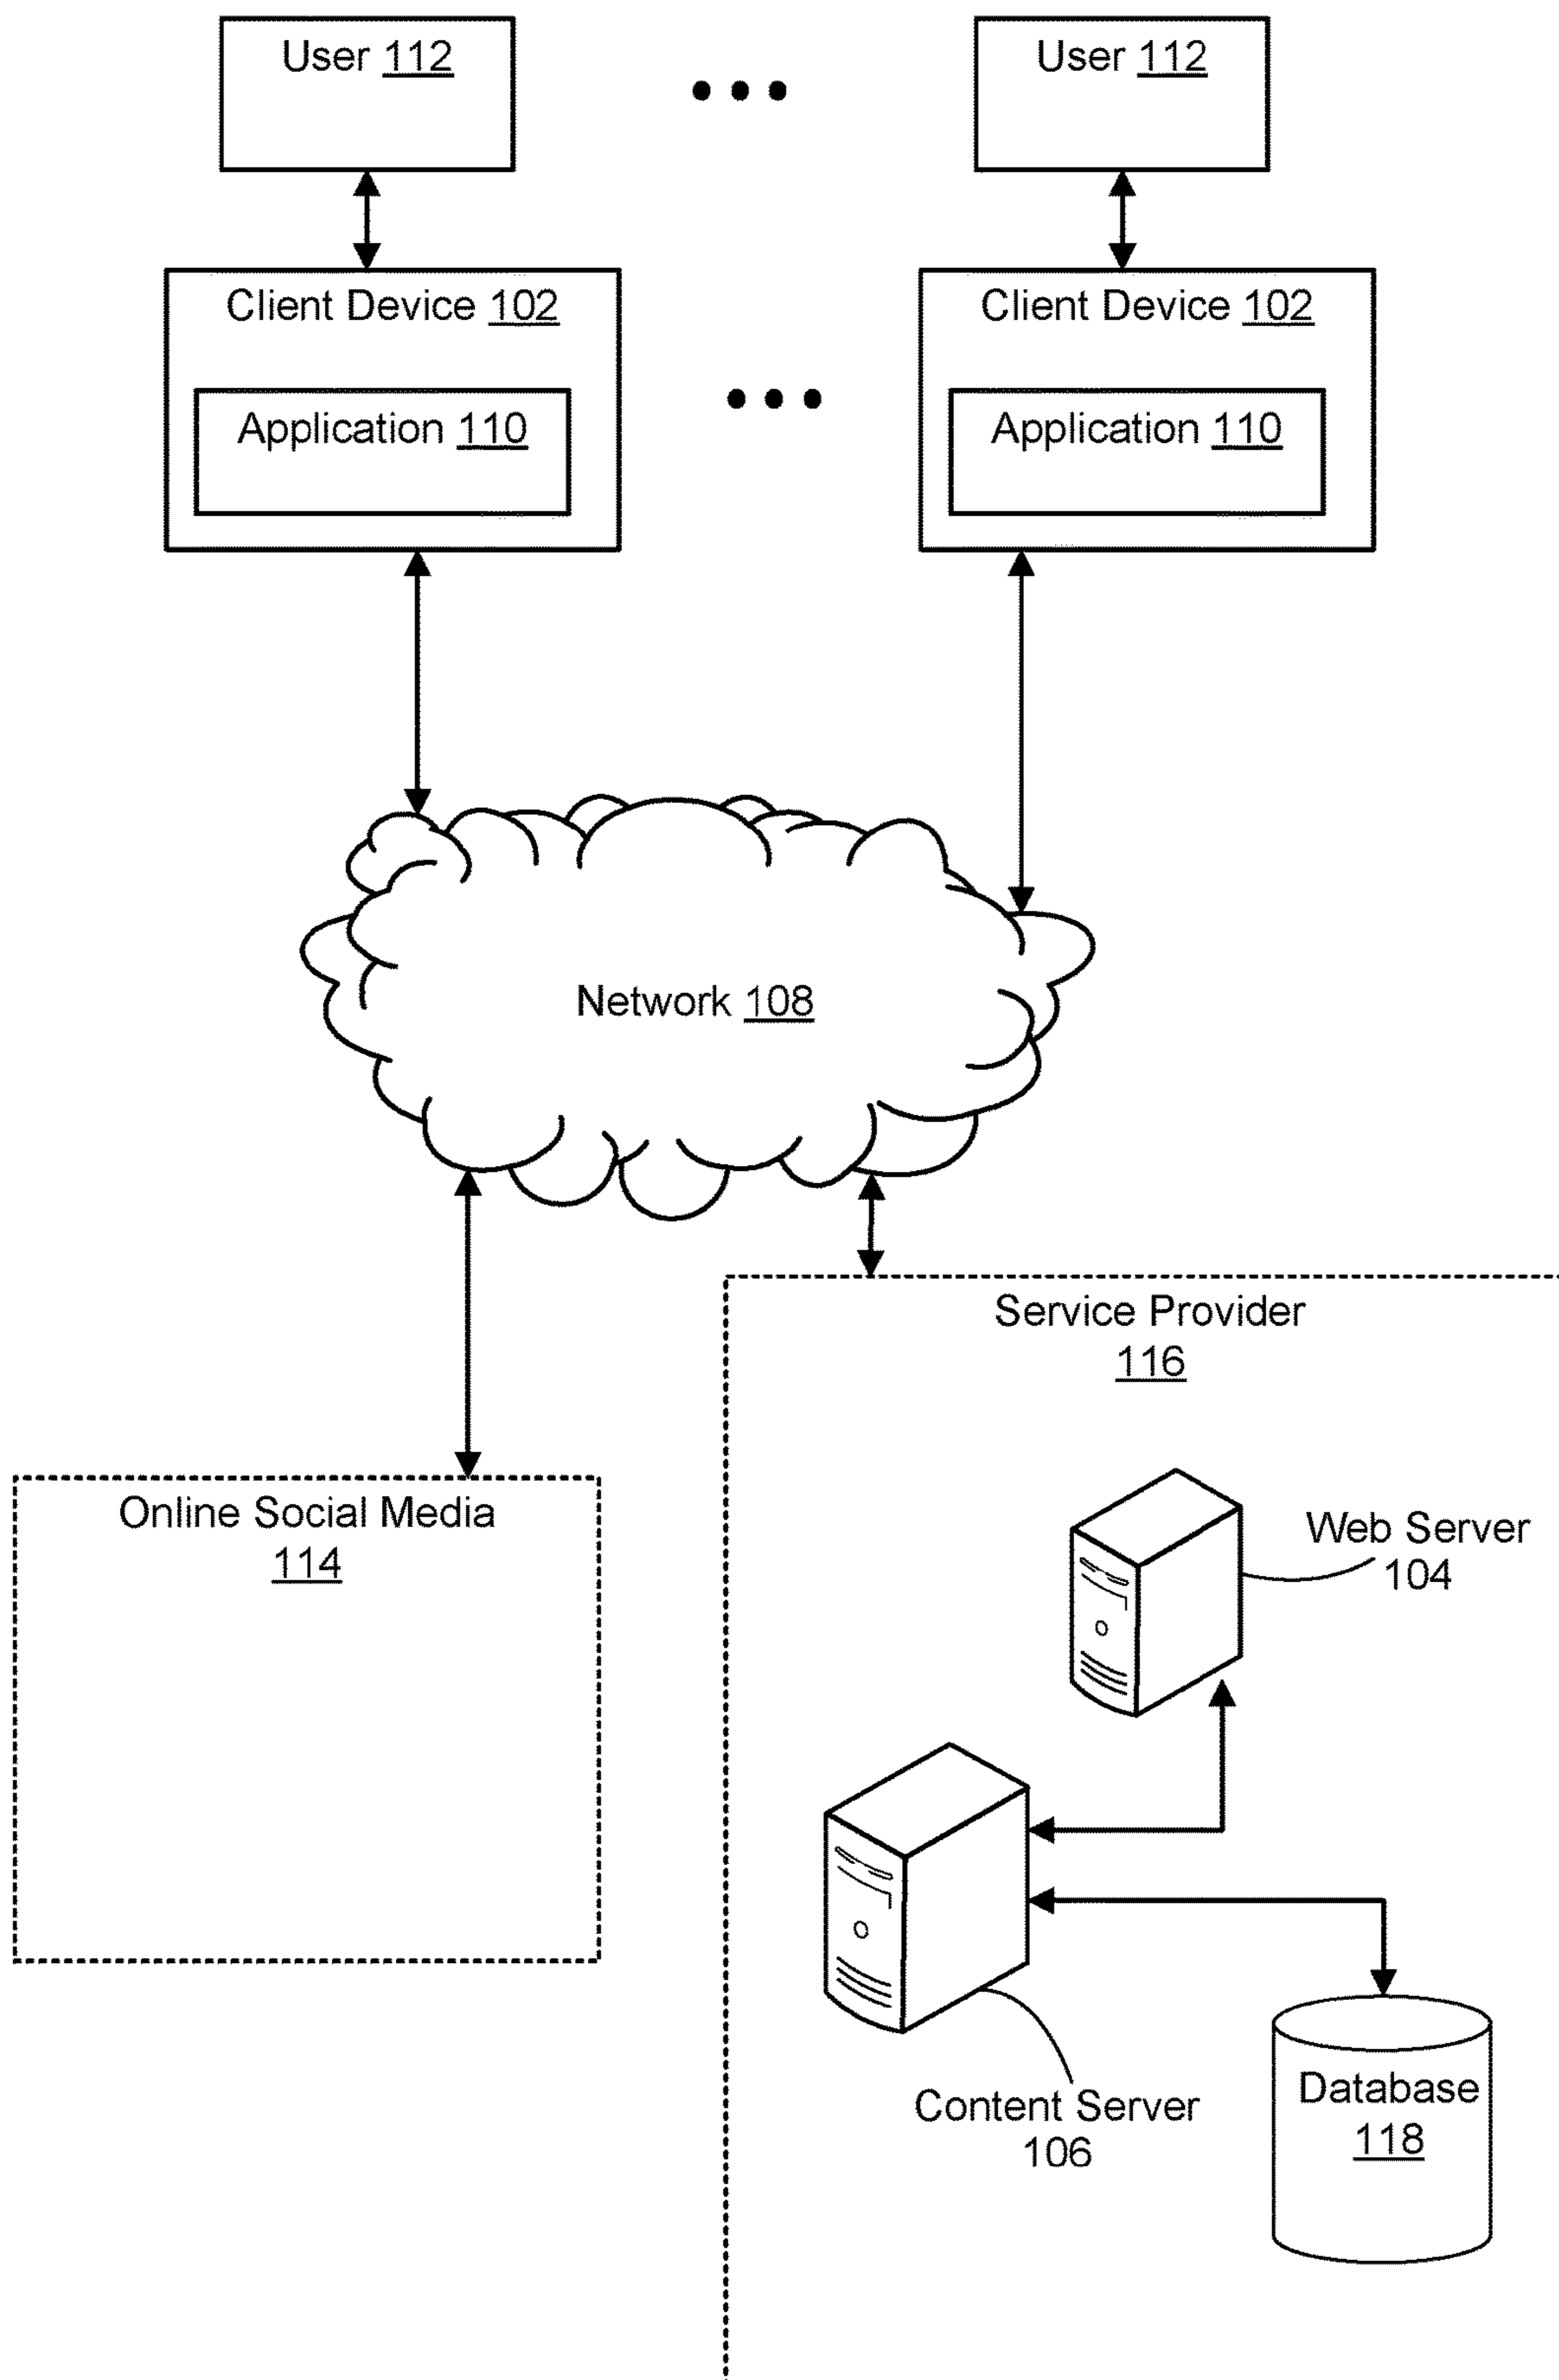 User 112
User 112
Client Device 102
Client Device 102
Application 110
Application 110
Network 108
Service Provider
116
Online Social Media
114
Web Server
104
Content Server
106
Database
118